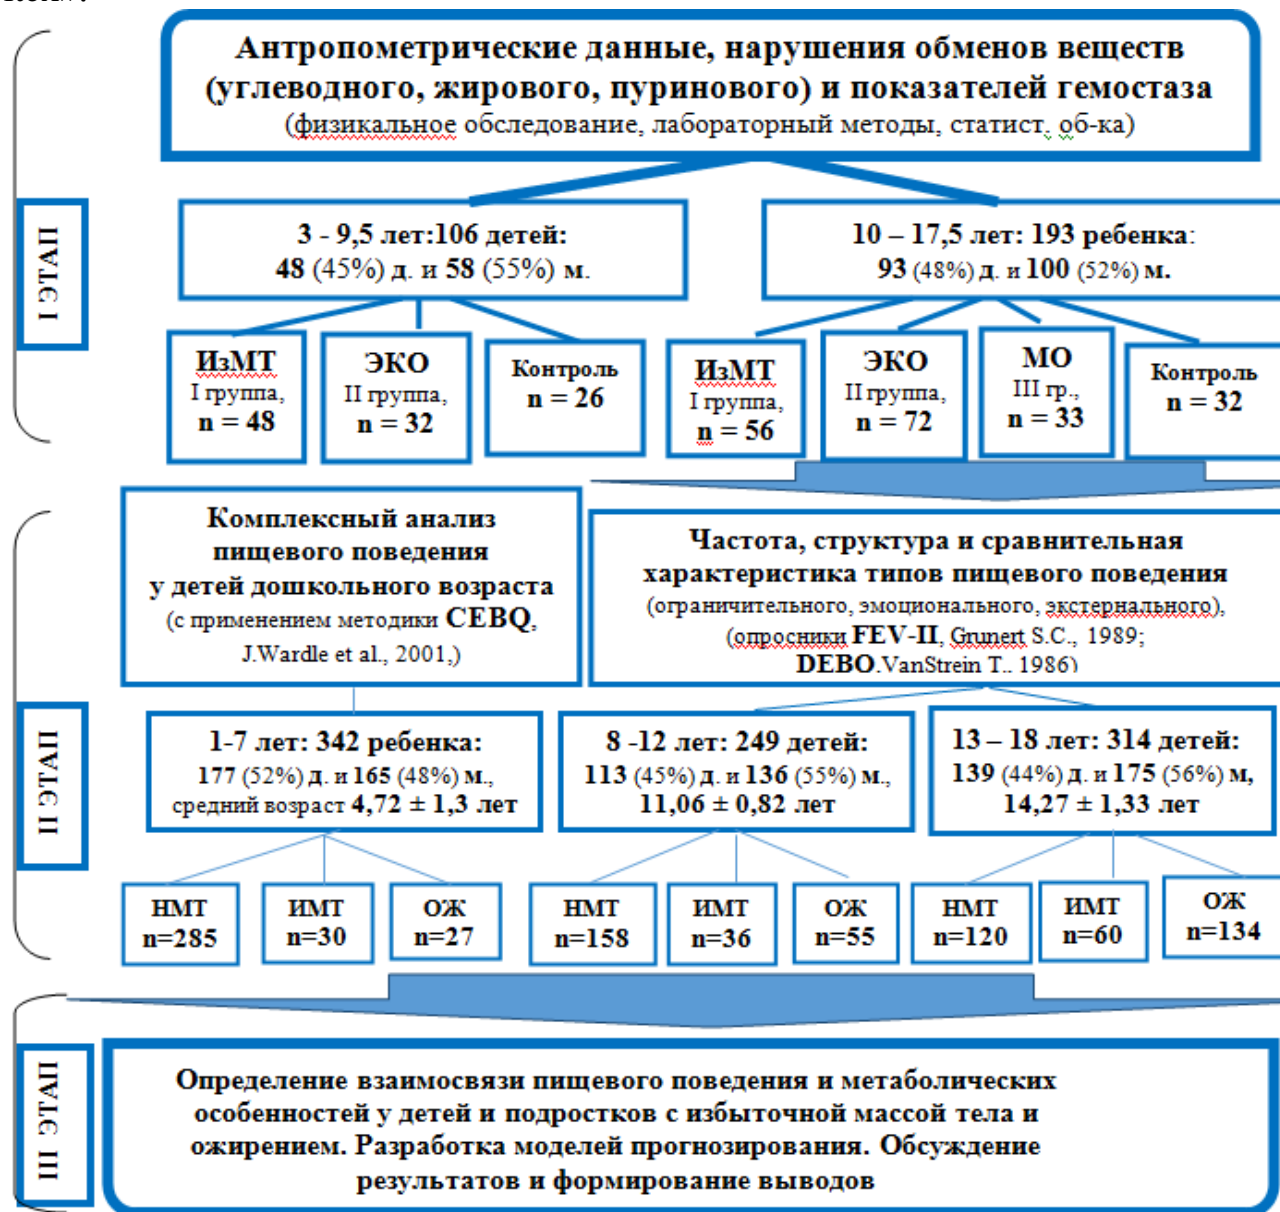 Антропометрические данные, нарушения обменов веществ
(углеводного, жирового, пуринового) и показателей гемостаза
(физикальное обследование, лабораторный методы, статист. об-ка)
I ЭТАП
3 - 9,5 лет:106 детей:
48 (45%) д. и 58 (55%) м.
10 – 17,5 лет: 193 ребенка:
93 (48%) д. и 100 (52%) м.
ИзМТ
I группа,
n = 48
ЭКО
II группа,
n = 32
Контроль
n = 26
ИзМТ
I группа,
n = 56
ЭКО
II группа,
n = 72
МО
III гр.,
n = 33
Контроль
n = 32
II ЭТАП
Комплексный анализ
пищевого поведения
у детей дошкольного возраста
(с применением методики CEBQ,
J.Wardle et al., 2001,)
Частота, структура и сравнительная
характеристика типов пищевого поведения
(ограничительного, эмоционального, экстернального),
(опросники FEV-II, Grunert S.C., 1989;
DEBO.VanStrein T., 1986)
1-7 лет: 342 ребенка:
177 (52%) д. и 165 (48%) м.,
средний возраст 4,72 ± 1,3 лет
8 -12 лет: 249 детей:
113 (45%) д. и 136 (55%) м.,
11,06 ± 0,82 лет
13 – 18 лет: 314 детей:
139 (44%) д. и 175 (56%) м,
14,27 ± 1,33 лет
НМТ
n=285
ИМТ
n=30
ОЖ
n=27
НМТ
n=158
ИМТ
n=36
ОЖ
n=55
НМТ
n=120
ИМТ
n=60
ОЖ
n=134
III ЭТАП
Определение взаимосвязи пищевого поведения и метаболических
особенностей у детей и подростков с избыточной массой тела и
ожирением. Разработка моделей прогнозирования. Обсуждение
результатов и формирование выводов